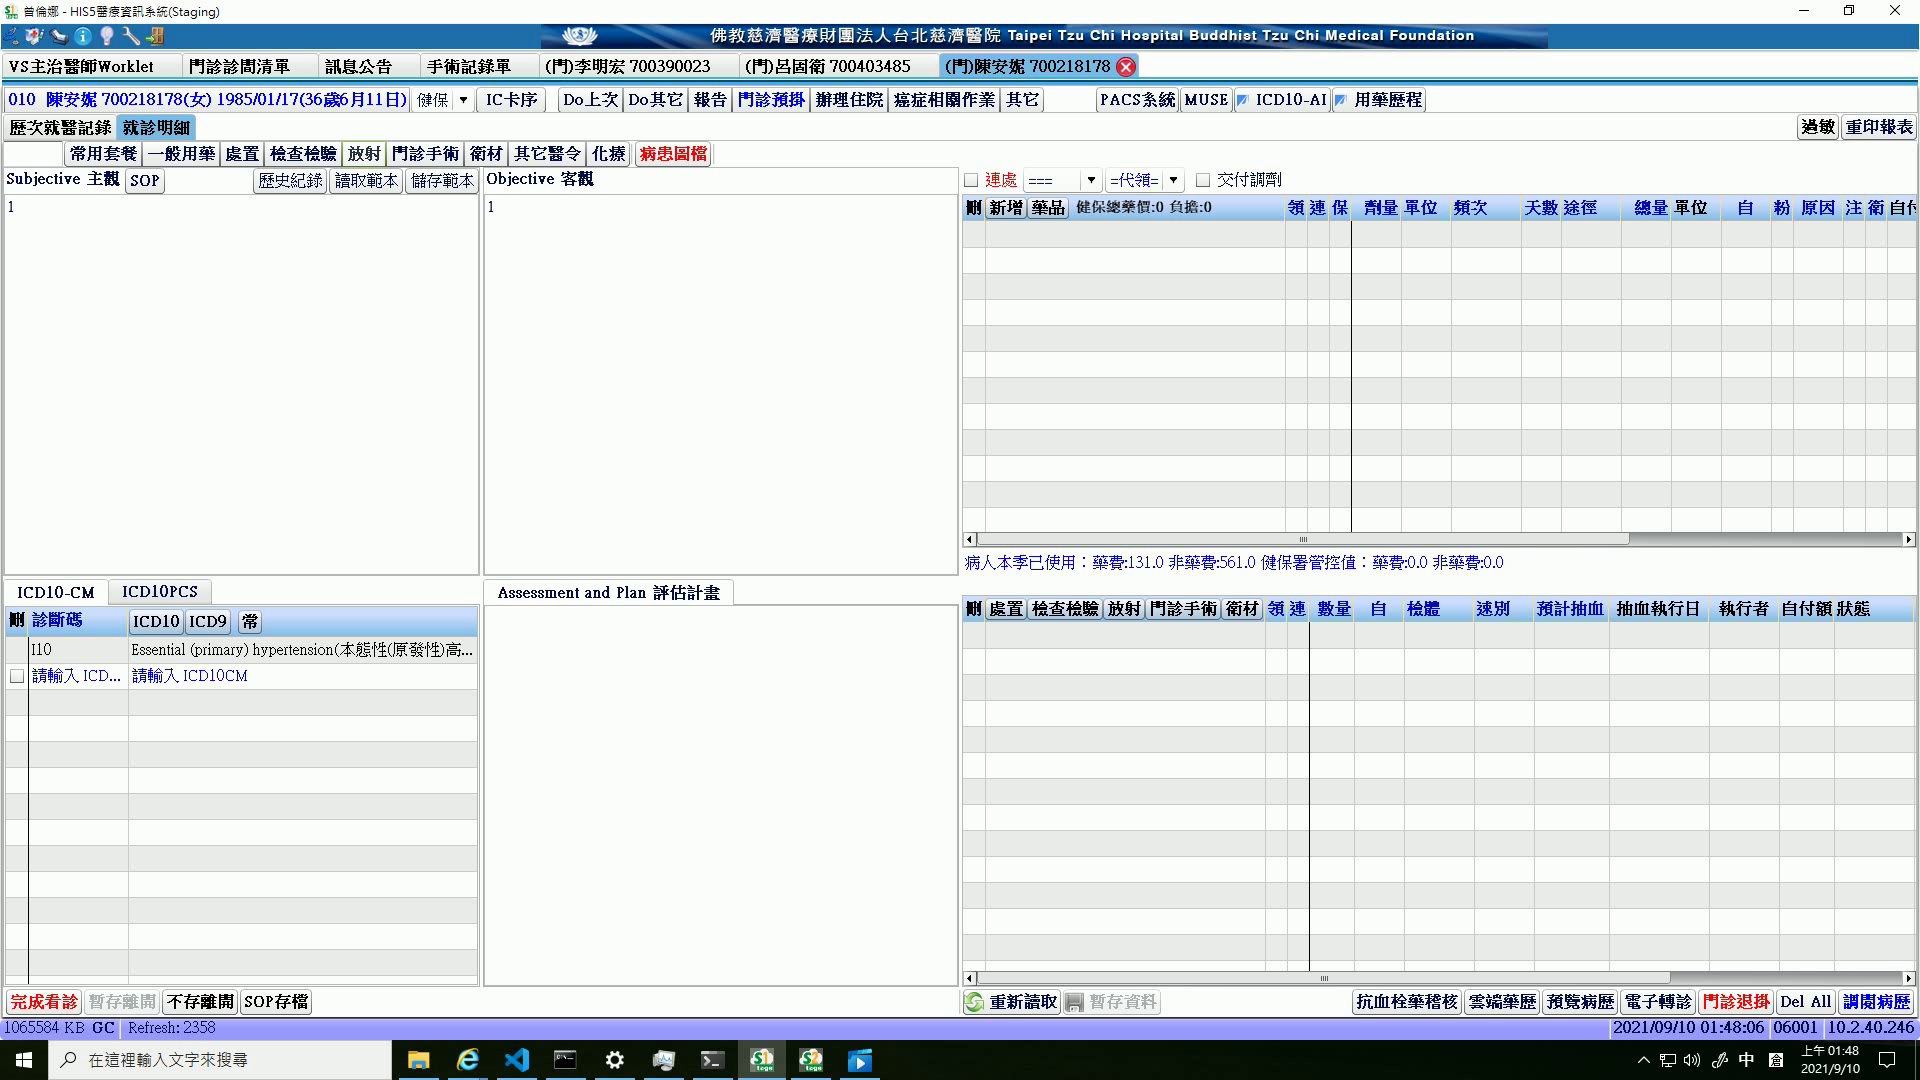 曾倫娜 - HIS5醫療資訊系統(Staging)
佛教慈濟醫療財團法人台北慈濟醫院 Taipei Tzu Chi Hospital Buddhist Tzu Chi Medical Foundation
VS主治醫師Worklet 門診診間清單 訊息公告 手術記錄單 (門)李明宏 700390023 (門)呂固衛 700403485 (門)陳安妮 700218178
010 陳安妮 700218178(女) 1985/01/17(36歲6月11日) 健保 IC卡序 Do上次 Do其它 報告 門診預掛 辦理住院 癌症相關作業 其它 PACS系統 MUSE ICD10-AI 用藥歷程
歷次就醫記錄 就診明細 過敏 重印報表
常用套餐 一般用藥 處置 檢查檢驗 放射 門診手術 衛材 其它醫令 化療 病患圖檔
Subjective 主觀 SOP 歷史紀錄 讀取範本 儲存範本 Objective 客觀 連處 === =代領= 交付調劑
1 1
刪 新增 藥品 健保總藥價:0 負擔:0 領 連 保 劑量 單位 頻次 天數 途徑 總量 單位 自 粉 原因 注 衛 自付
病人本季已使用：藥費:131.0 非藥費:561.0 健保署管控值：藥費:0.0 非藥費:0.0
ICD10-CM ICD10PCS Assessment and Plan 評估計畫
刪 診斷碼 ICD10 ICD9 常
刪 處置 檢查檢驗 放射 門診手術 衛材 領 連 數量 自 檢體 速別 預計抽血 抽血執行日 執行者 自付額 狀態
I10 Essential (primary) hypertension(本態性(原發性)高...
請輸入 ICD... 請輸入 ICD10CM
完成看診 暫存離開 不存離開 SOP存檔 重新讀取 暫存資料 抗血栓藥稽核 雲端藥歷 預覽病歷 電子轉診 門診退掛 Del All 調閱病歷
1065584 KB GC Refresh: 2358 2021/09/10 01:48:06 06001 10.2.40.246
在這裡輸入文字來搜尋 中 上午 01:48
2021/9/10